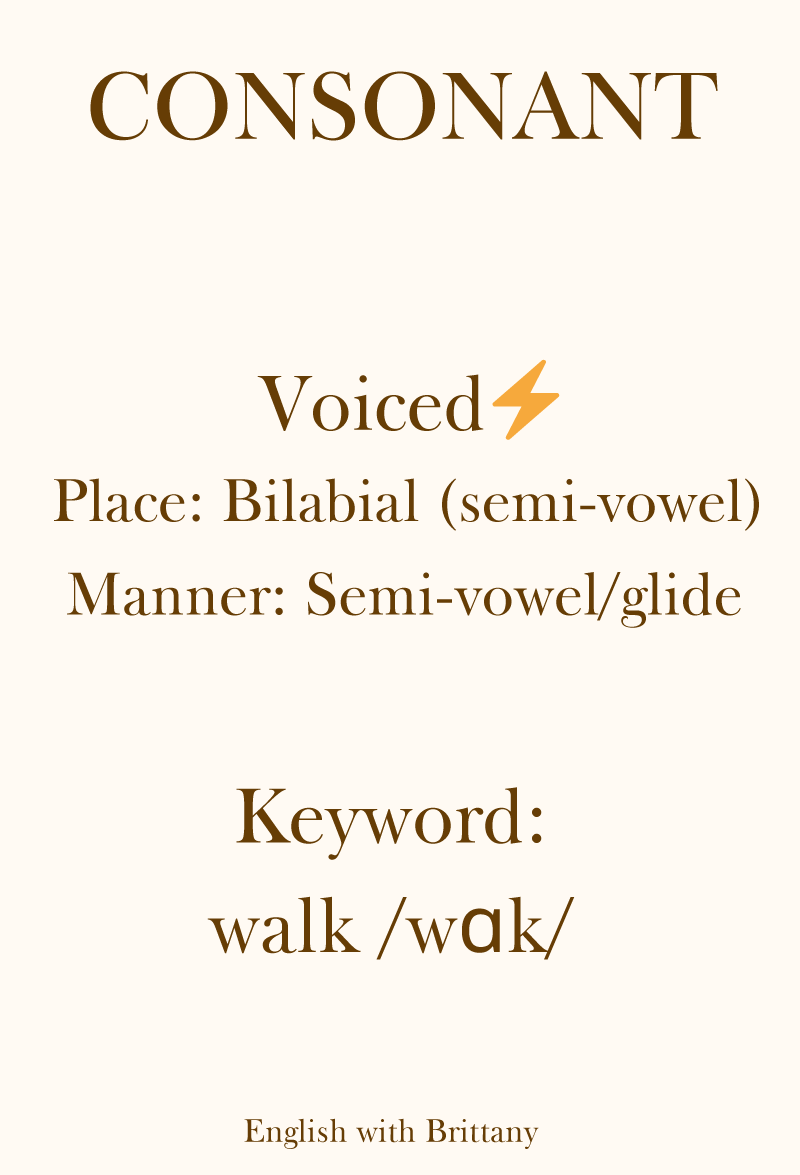 CONSONANT
Voiced⚡
Place: Bilabial (semi-vowel)
Manner: Semi-vowel/glide
Keyword:
walk /wɑk/
English with Brittany